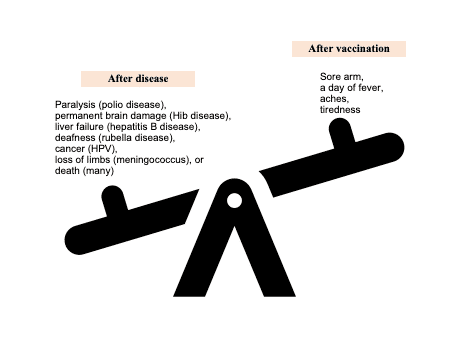 After vaccination
After disease
Sore arm,
a day of fever,
aches,
tiredness
Paralysis (polio disease),
permanent brain damage (Hib disease),
liver failure (hepatitis B disease),
deafness (rubella disease),
cancer (HPV),
loss of limbs (meningococcus), or
death (many)